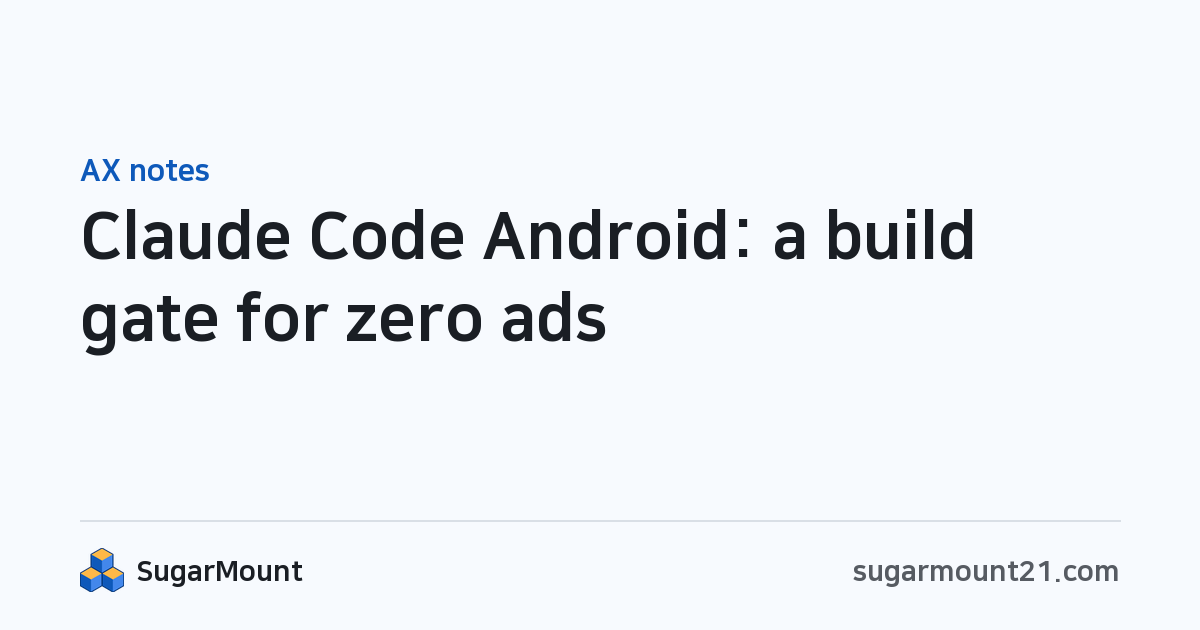 AX notes
Claude Code Android: a build
gate for zero ads
SugarMount
sugarmount21.com